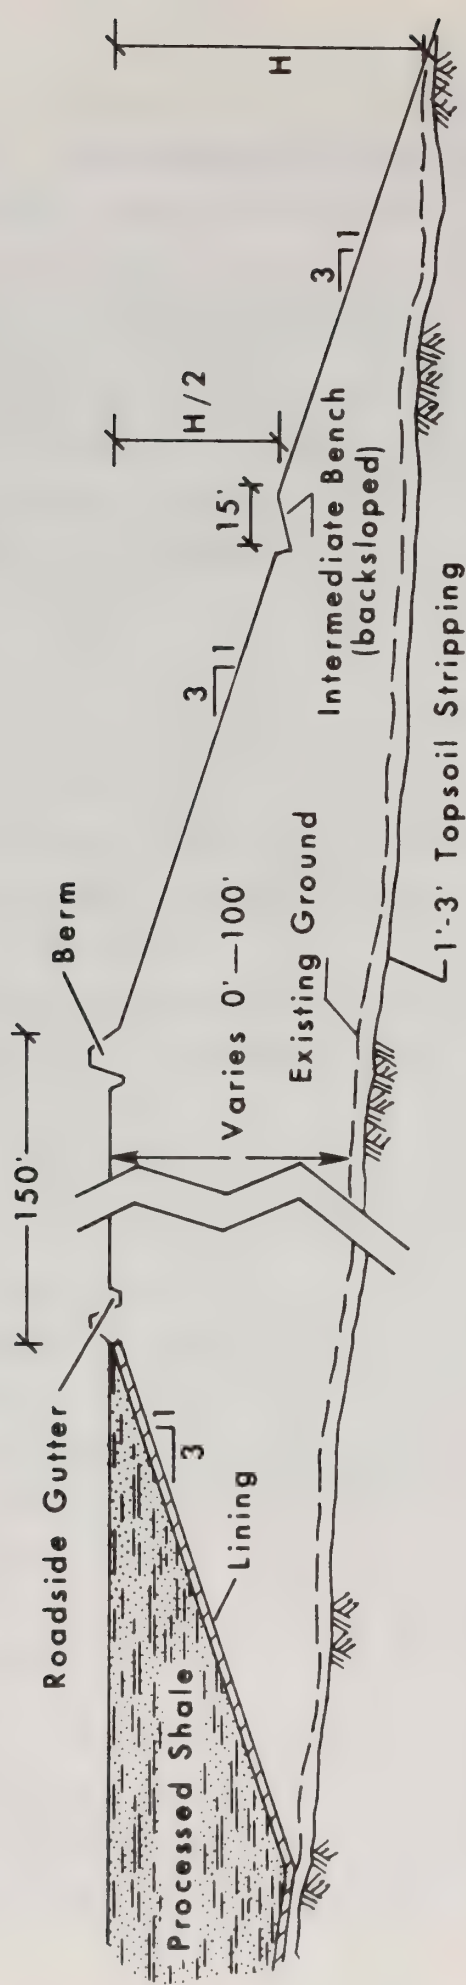 150'
Roadside Gutter
Berm
H
H/2
15'
3
1
3
1
3
1
Processed Shale
Lining
Varies 0'—100'
Existing Ground
Intermediate Bench
(backsloped)
1'-3' Topsoil Stripping